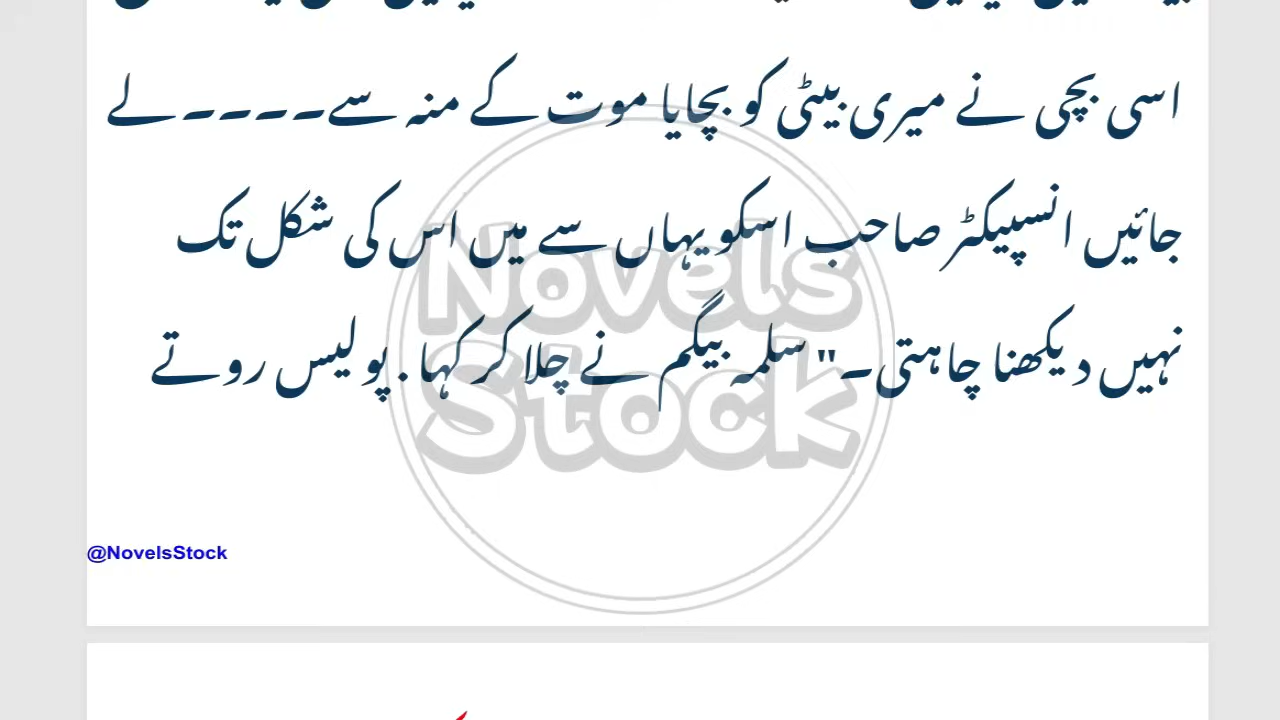 اسی بچی نے میری بیٹی کو بچایا موت کے منہ سے۔۔۔۔لے
جائیں انسپیکٹر صاحب اسکو یہاں سے میں اس کی شکل تک
نہیں دیکھنا چاہتی۔" سلمہ بیگم نے چلا کر کہا. پولیس روتے
Novels
Stock
@NovelsStock